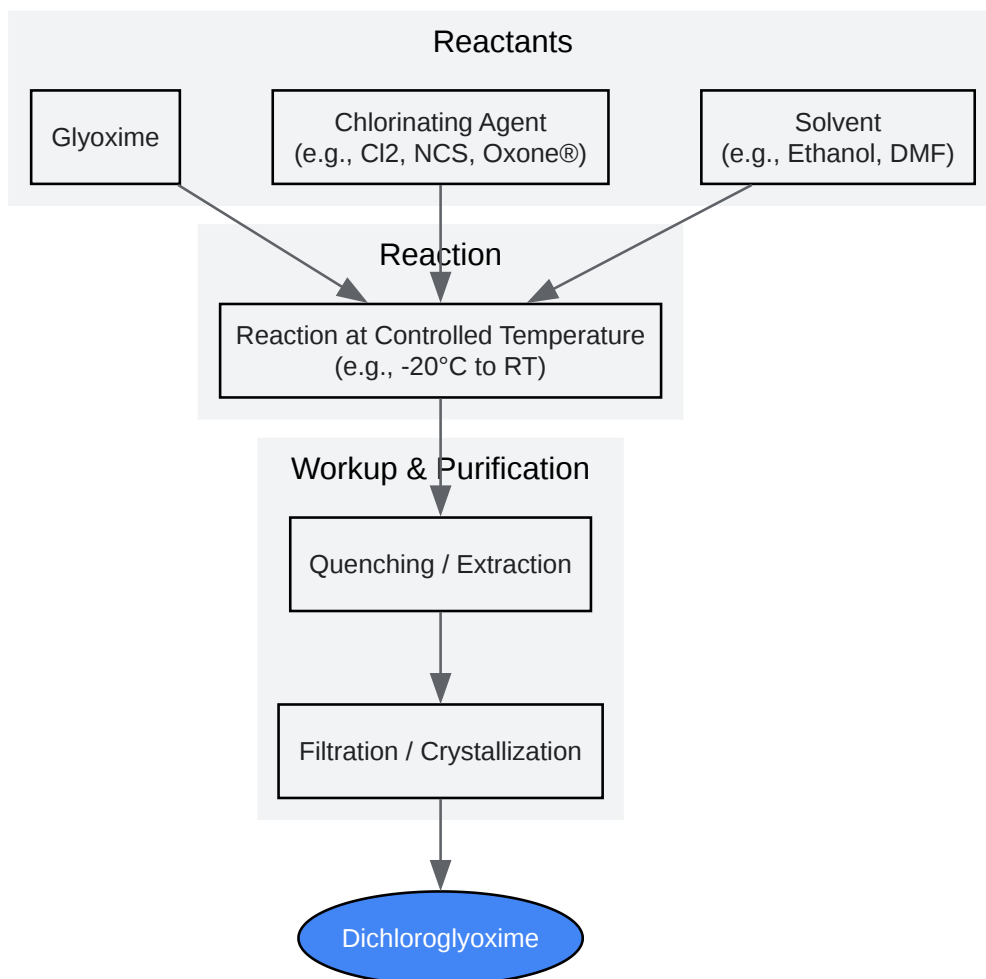 Reactants
Glyoxime
Chlorinating Agent
(e.g., Cl2, NCS, Oxone®)
Solvent
(e.g., Ethanol, DMF)
Reaction
Reaction at Controlled Temperature
(e.g., -20°C to RT)
Workup & Purification
Quenching / Extraction
Filtration / Crystallization
Dichloroglyoxime